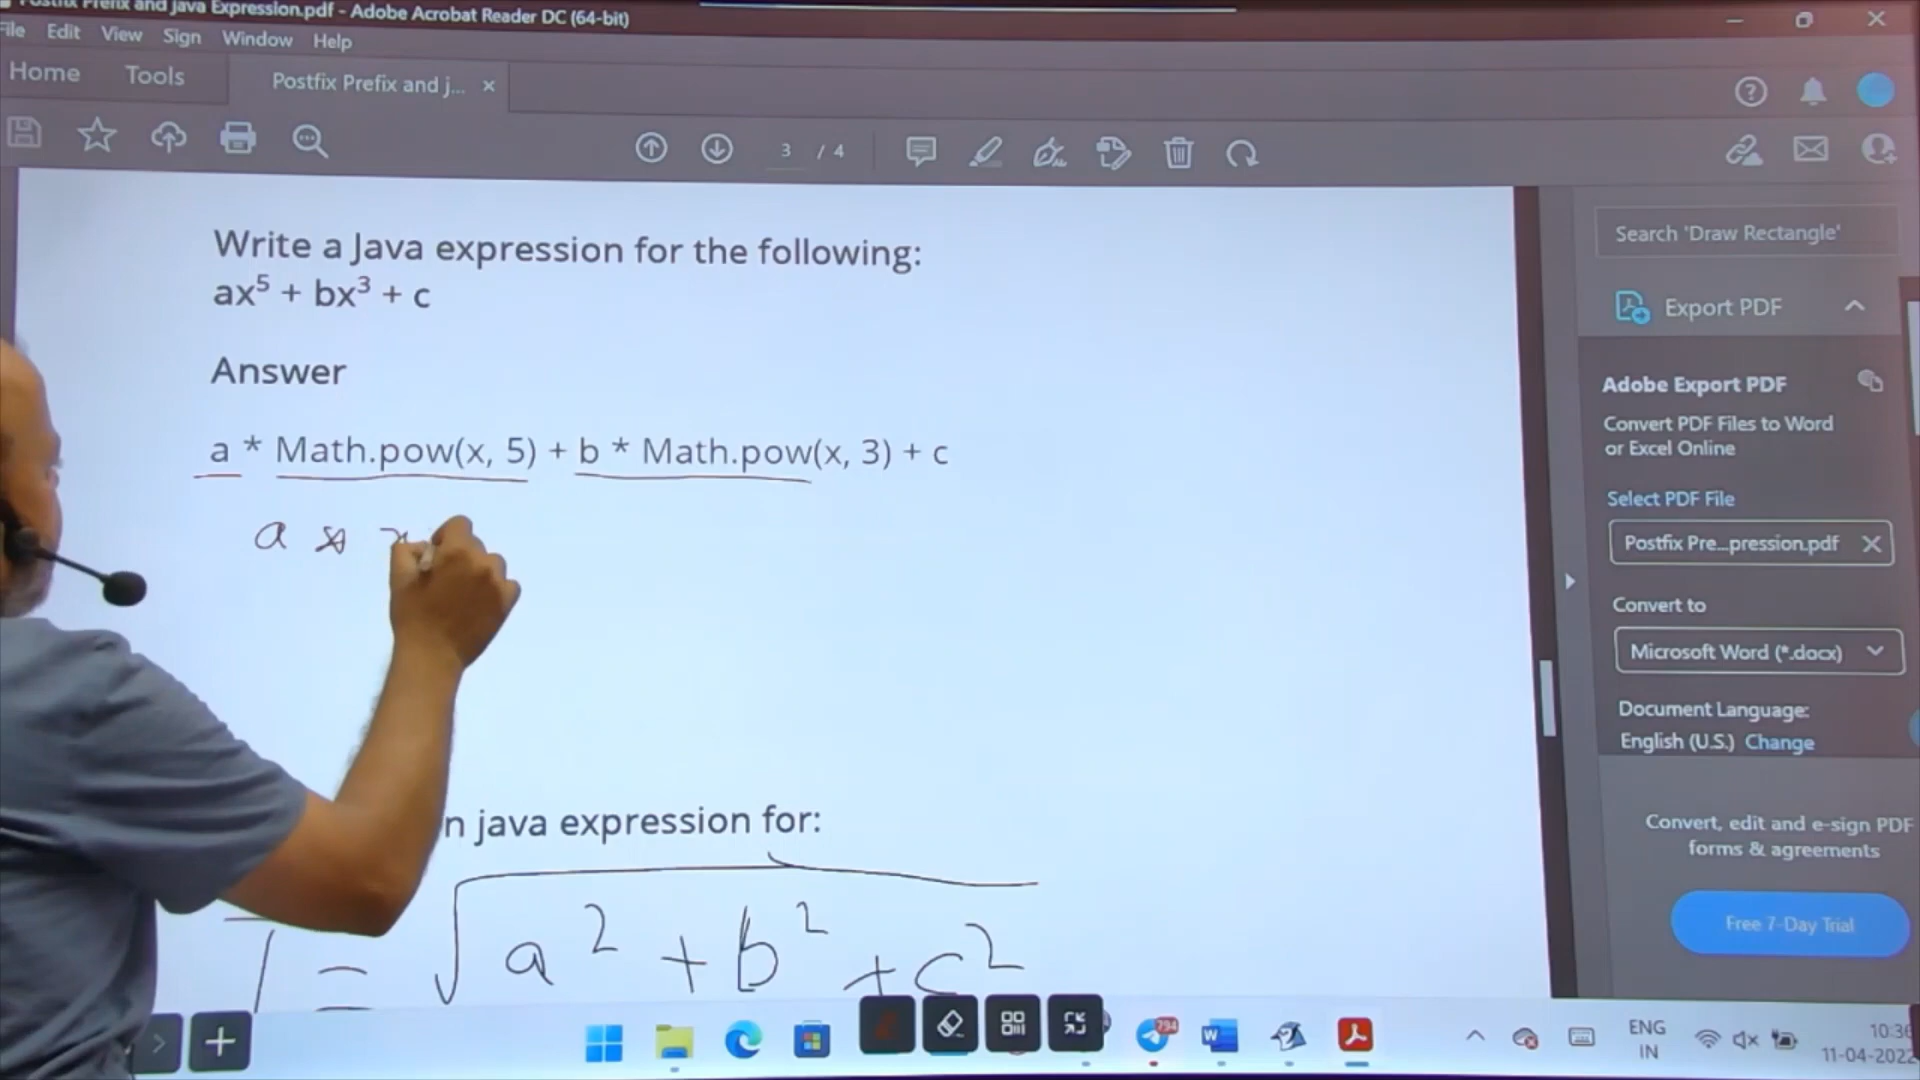 Postfix Prefix and Java Expression.pdf - Adobe Acrobat Reader DC (64-bit)
File Edit View Sign Window Help
Home Tools Postfix Prefix and j... ×
3 / 4
Write a Java expression for the following:
ax⁵ + bx³ + c
Answer
a * Math.pow(x, 5) + b * Math.pow(x, 3) + c
a * x
n java expression for:
T = √a² + b² + c²
Search 'Draw Rectangle'
Export PDF
Adobe Export PDF
Convert PDF Files to Word
or Excel Online
Select PDF File
Postfix Pre...pression.pdf
Convert to
Microsoft Word (*.docx)
Document Language:
English (U.S.) Change
Convert, edit and e-sign PDF
forms & agreements
Free 7-Day Trial
794
ENG
IN
10:36
11-04-2022